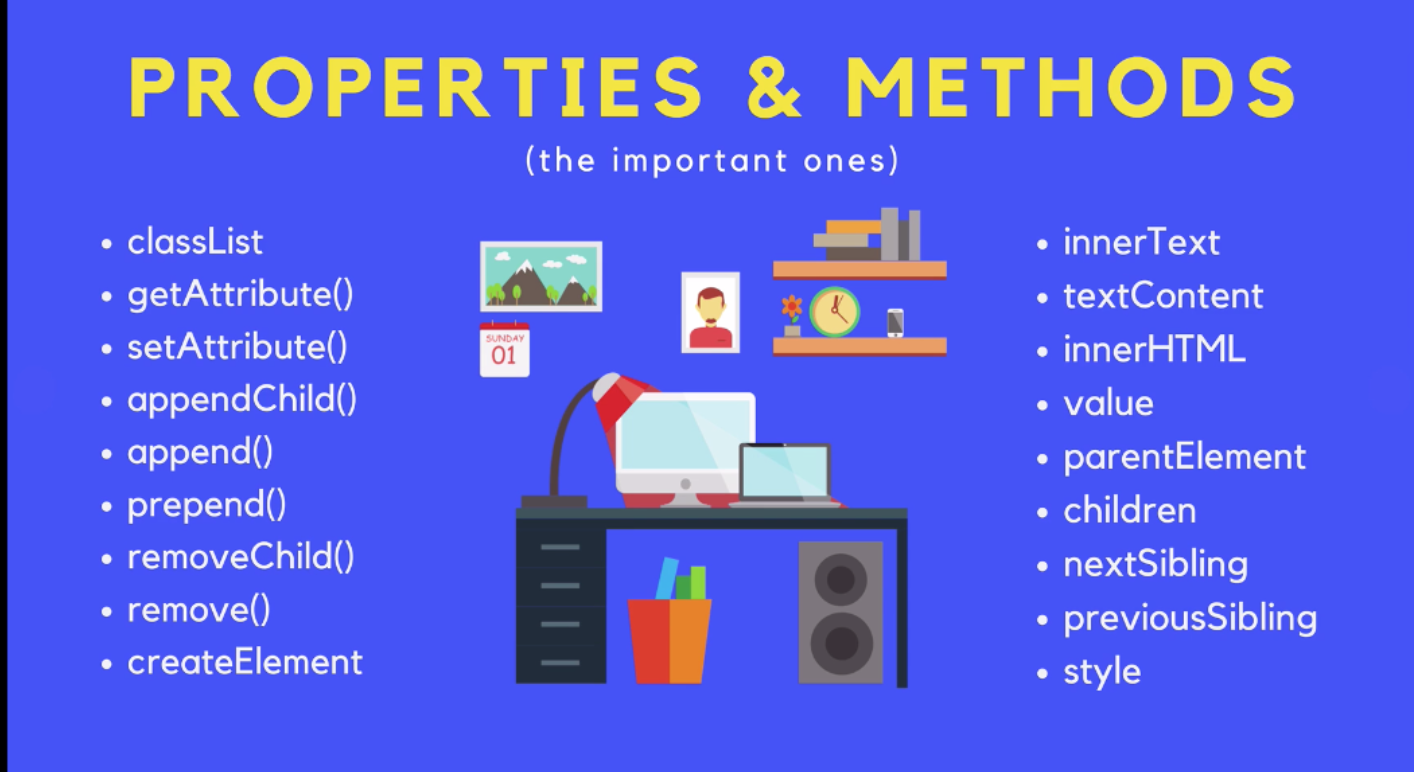 PROPERTIES & METHODS
(the important ones)
• classList
• getAttribute()
• setAttribute()
• appendChild()
• append()
• prepend()
• removeChild()
• remove()
• createElement
SUNDAY
01
• innerText
• textContent
• innerHTML
• value
• parentElement
• children
• nextSibling
• previousSibling
• style